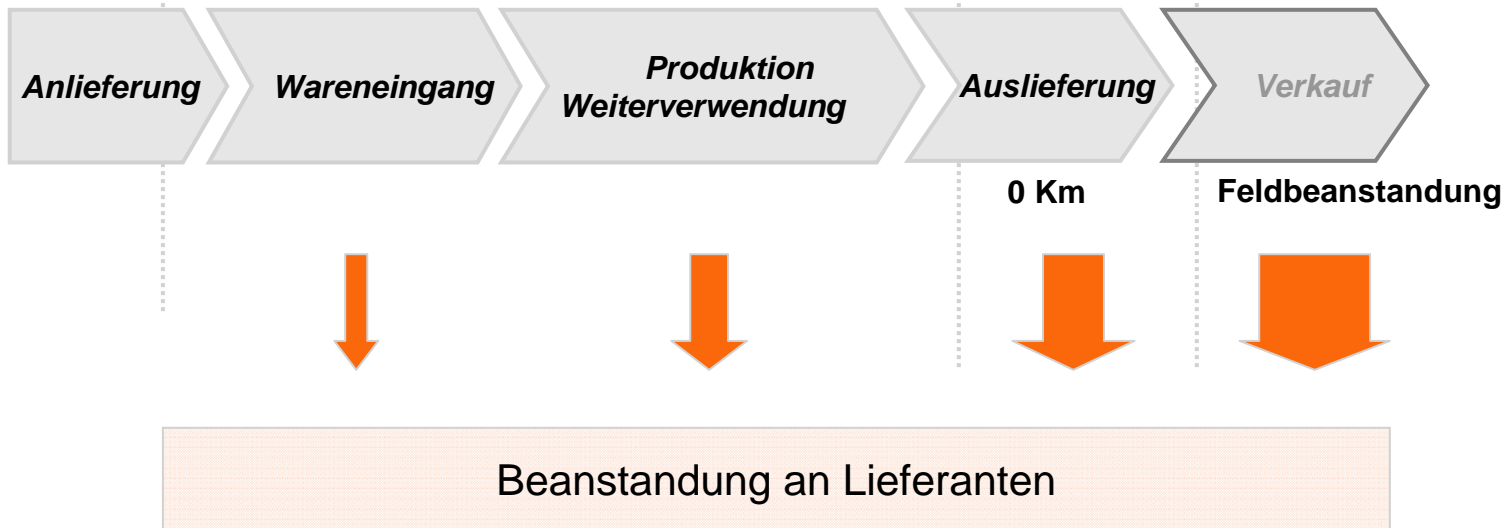 Anlieferung
Wareneingang
Produktion
Weiterverwendung
Auslieferung
Verkauf
0 Km
Feldbeanstandung
Beanstandung an Lieferanten